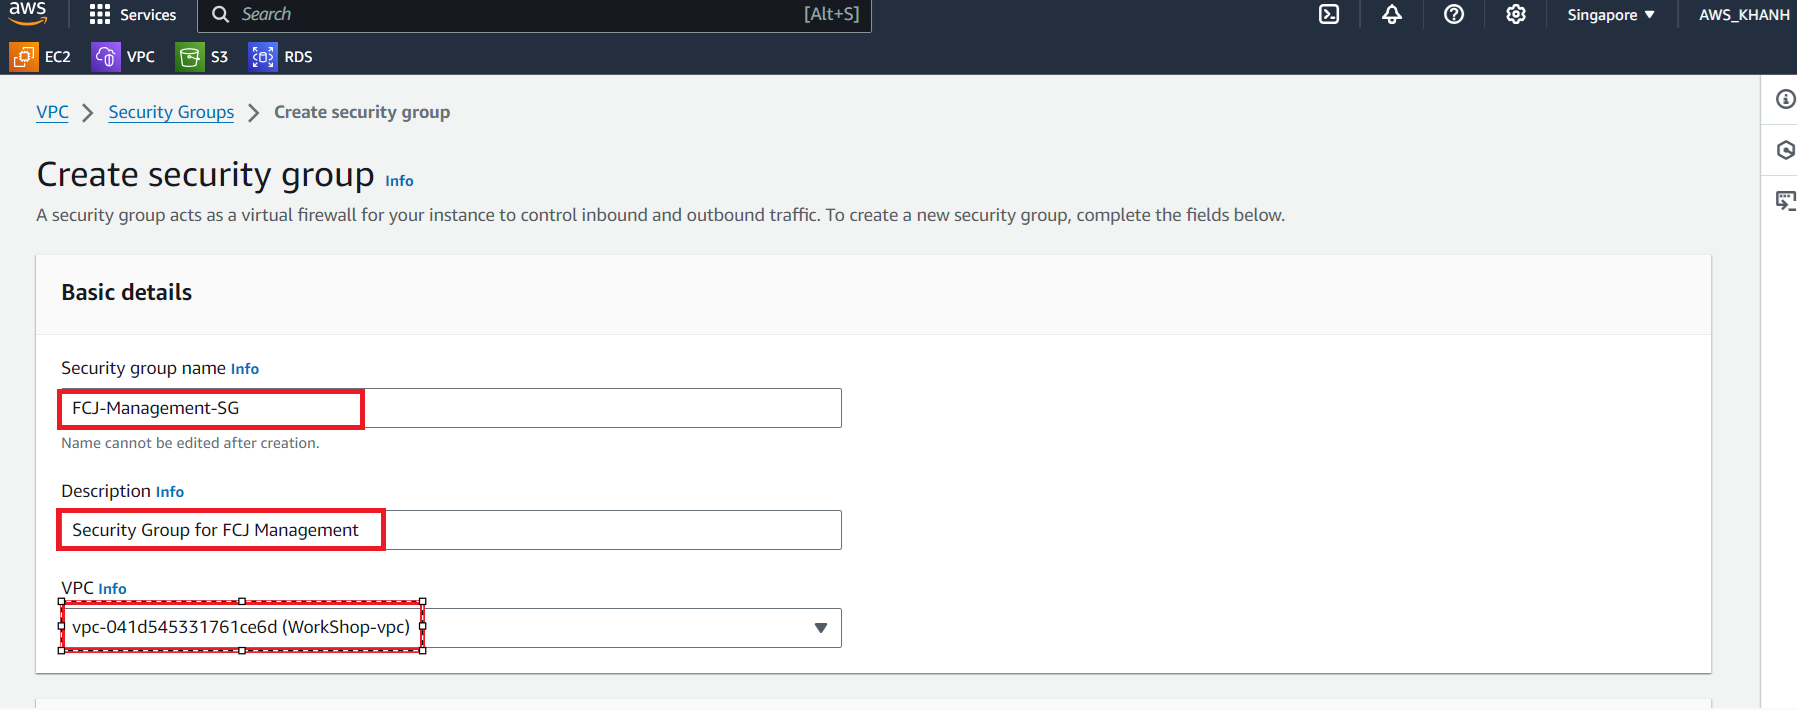 aws Services Search [Alt+S] Singapore AWS_KHANH
EC2 VPC S3 RDS
VPC Security Groups Create security group
Create security group Info
A security group acts as a virtual firewall for your instance to control inbound and outbound traffic. To create a new security group, complete the fields below.
Basic details
Security group name Info
FCJ-Management-SG
Name cannot be edited after creation.
Description Info
Security Group for FCJ Management
VPC Info
vpc-041d545331761ce6d (WorkShop-vpc)